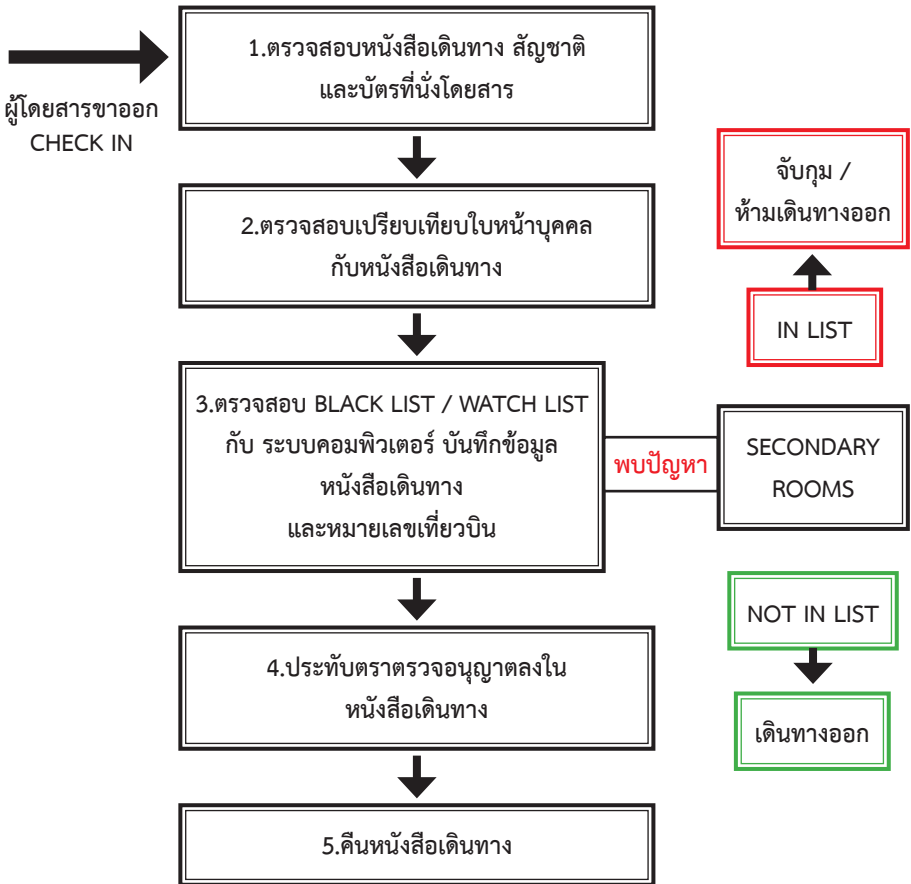 ผู้โดยสารขาออก
CHECK IN
1.ตรวจสอบหนังสือเดินทาง สัญชาติ
และบัตรที่นั่งโดยสาร
2.ตรวจสอบเปรียบเทียบใบหน้าบุคคล
กับหนังสือเดินทาง
3.ตรวจสอบ BLACK LIST / WATCH LIST
กับ ระบบคอมพิวเตอร์ บันทึกข้อมูล
หนังสือเดินทาง
และหมายเลขเที่ยวบิน
พบปัญหา
SECONDARY
ROOMS
IN LIST
จับกุม /
ห้ามเดินทางออก
NOT IN LIST
เดินทางออก
4.ประทับตราตรวจอนุญาตลงใน
หนังสือเดินทาง
5.คืนหนังสือเดินทาง